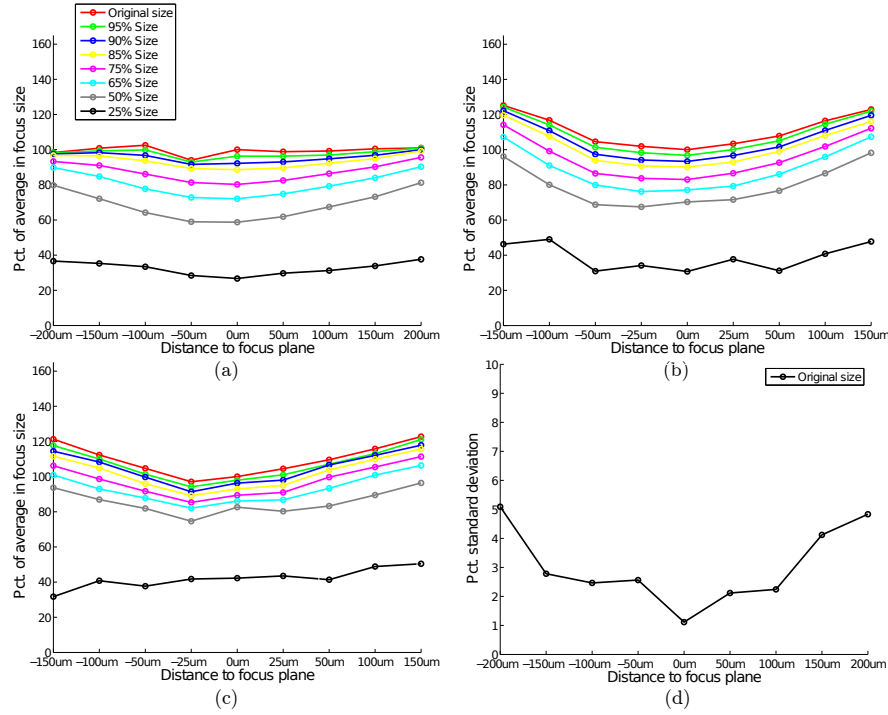 Original size
95% Size
90% Size
85% Size
75% Size
65% Size
50% Size
25% Size
160
140
120
100
80
60
40
20
0
Pct. of average in focus size
−200um −150um −100um −50um 0um 50um 100um 150um 200um
Distance to focus plane
(a)
160
140
120
100
80
60
40
20
0
Pct. of average in focus size
−150um −100um −50um −25um 0um 25um 50um 100um 150um
Distance to focus plane
(b)
160
140
120
100
80
60
40
20
0
Pct. of average in focus size
−150um −100um −50um −25um 0um 25um 50um 100um 150um
Distance to focus plane
(c)
Original size
10
9
8
7
6
5
4
3
2
1
0
Pct. standard deviation
−200um −150um −100um −50um 0um 50um 100um 150um 200um
Distance to focus plane
(d)